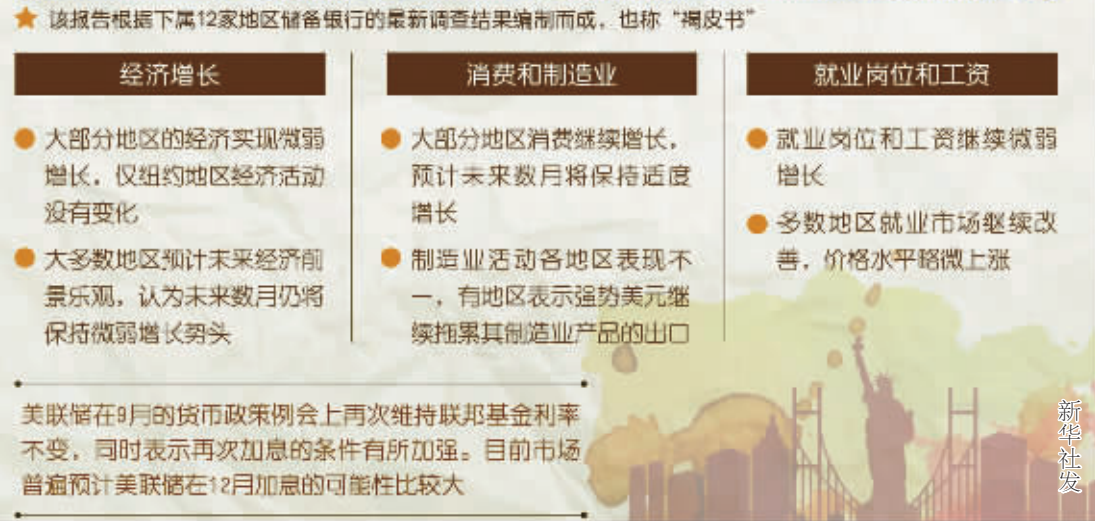 该报告根据下属12家地区储备银行的最新调查结果编制而成，也称“褐皮书”
经济增长
大部分地区的经济实现微弱
增长，仅纽约地区经济活动
没有变化
大多数地区预计未来经济前
景乐观，认为未来数月仍将
保持微弱增长势头
消费和制造业
大部分地区消费继续增长，
预计未来数月将保持适度
增长
制造业活动各地区表现不
一，有地区表示强势美元继
续拖累其制造业产品的出口
就业岗位和工资
就业岗位和工资继续微弱
增长
多数地区就业市场继续改
善，价格水平略微上涨
美联储在9月的货币政策例会上再次维持联邦基金利率
不变，同时表示再次加息的条件有所加强。目前市场
普遍预计美联储在12月加息的可能性比较大
新华社发